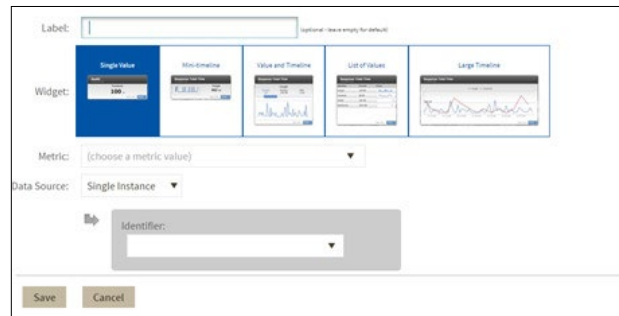 Label:
(optional - leave empty for default)
Widget:
Single Value
Mini-timeline
Value and Timeline
List of Values
Large Timeline
100
Metric:
(choose a metric value)
Data Source:
Single Instance
Identifier:
Save
Cancel